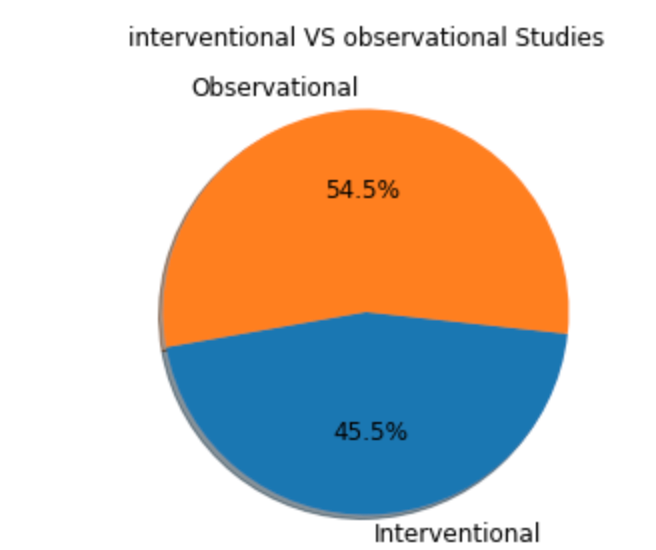 interventional VS observational Studies
Observational
54.5%
45.5%
Interventional